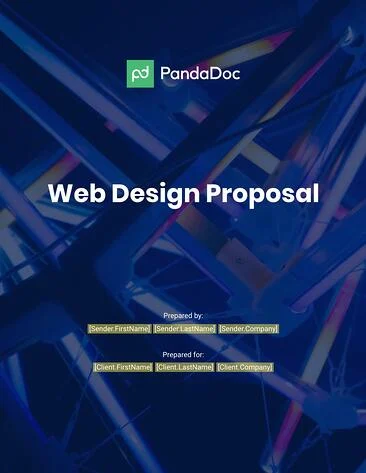 pd PandaDoc
Web Design Proposal
Prepared by:
[Sender.FirstName] [Sender.LastName] [Sender.Company]
Prepared for:
[Client.FirstName] [Client.LastName] [Client.Company]